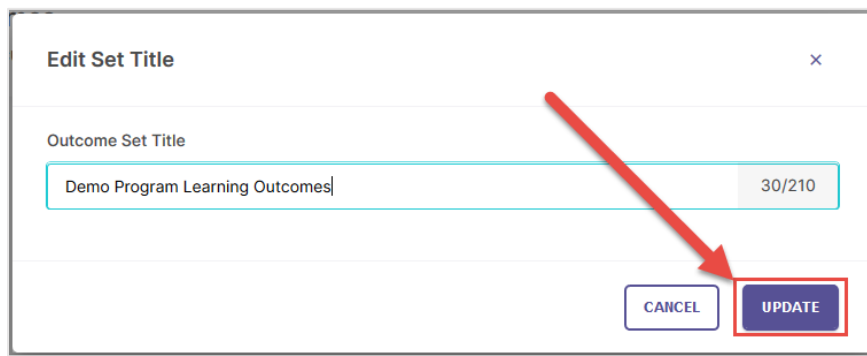 Edit Set Title
×
Outcome Set Title
Demo Program Learning Outcomes
30/210
CANCEL
UPDATE